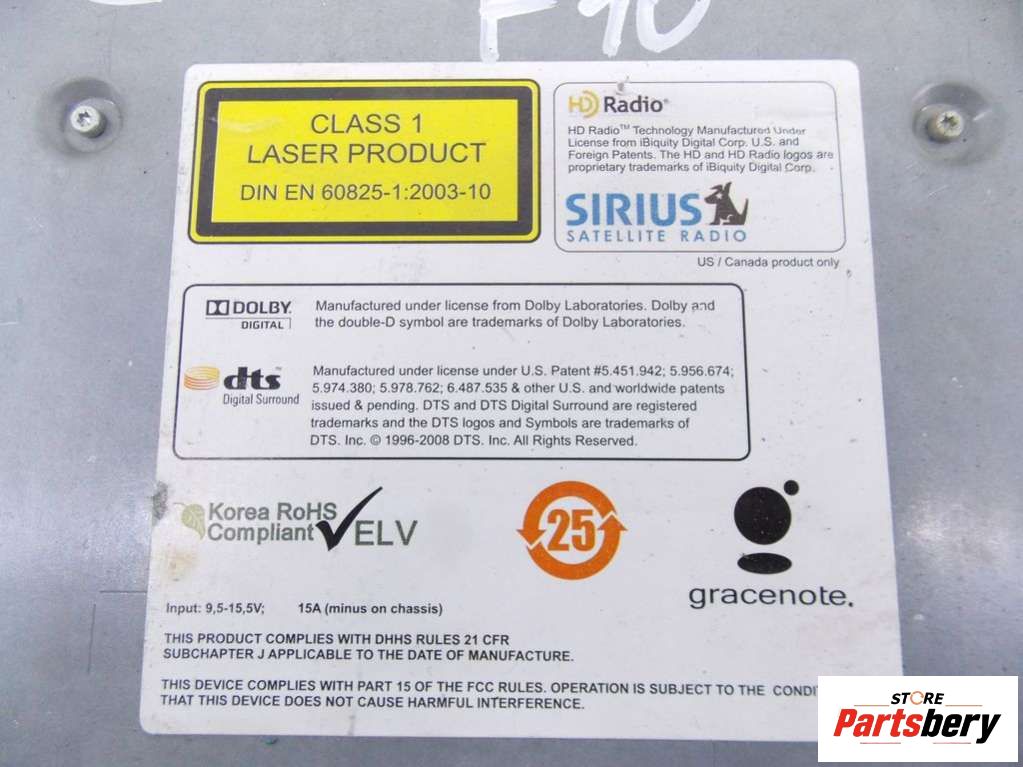 F10
CLASS 1
LASER PRODUCT
DIN EN 60825-1:2003-10
HD Radio®
HD Radio™ Technology Manufactured Under
License from iBiquity Digital Corp. U.S. and
Foreign Patents. The HD and HD Radio logos are
proprietary trademarks of iBiquity Digital Corp.
SIRIUS
SATELLITE RADIO
US / Canada product only
DOLBY
DIGITAL
Manufactured under license from Dolby Laboratories. Dolby and
the double-D symbol are trademarks of Dolby Laboratories.
dts™
Digital Surround
Manufactured under license under U.S. Patent #5.451.942; 5.956.674;
5.974.380; 5.978.762; 6.487.535 & other U.S. and worldwide patents
issued & pending. DTS and DTS Digital Surround are registered
trademarks and the DTS logos and Symbols are trademarks of
DTS. Inc. © 1996-2008 DTS. Inc. All Rights Reserved.
Korea RoHS
Compliant
ELV
25
gracenote.
Input: 9,5-15,5V; 15A (minus on chassis)
THIS PRODUCT COMPLIES WITH DHHS RULES 21 CFR
SUBCHAPTER J APPLICABLE TO THE DATE OF MANUFACTURE.
THIS DEVICE COMPLIES WITH PART 15 OF THE FCC RULES. OPERATION IS SUBJECT TO THE CONDI
THAT THIS DEVICE DOES NOT CAUSE HARMFUL INTERFERENCE.
STORE
Partsbery